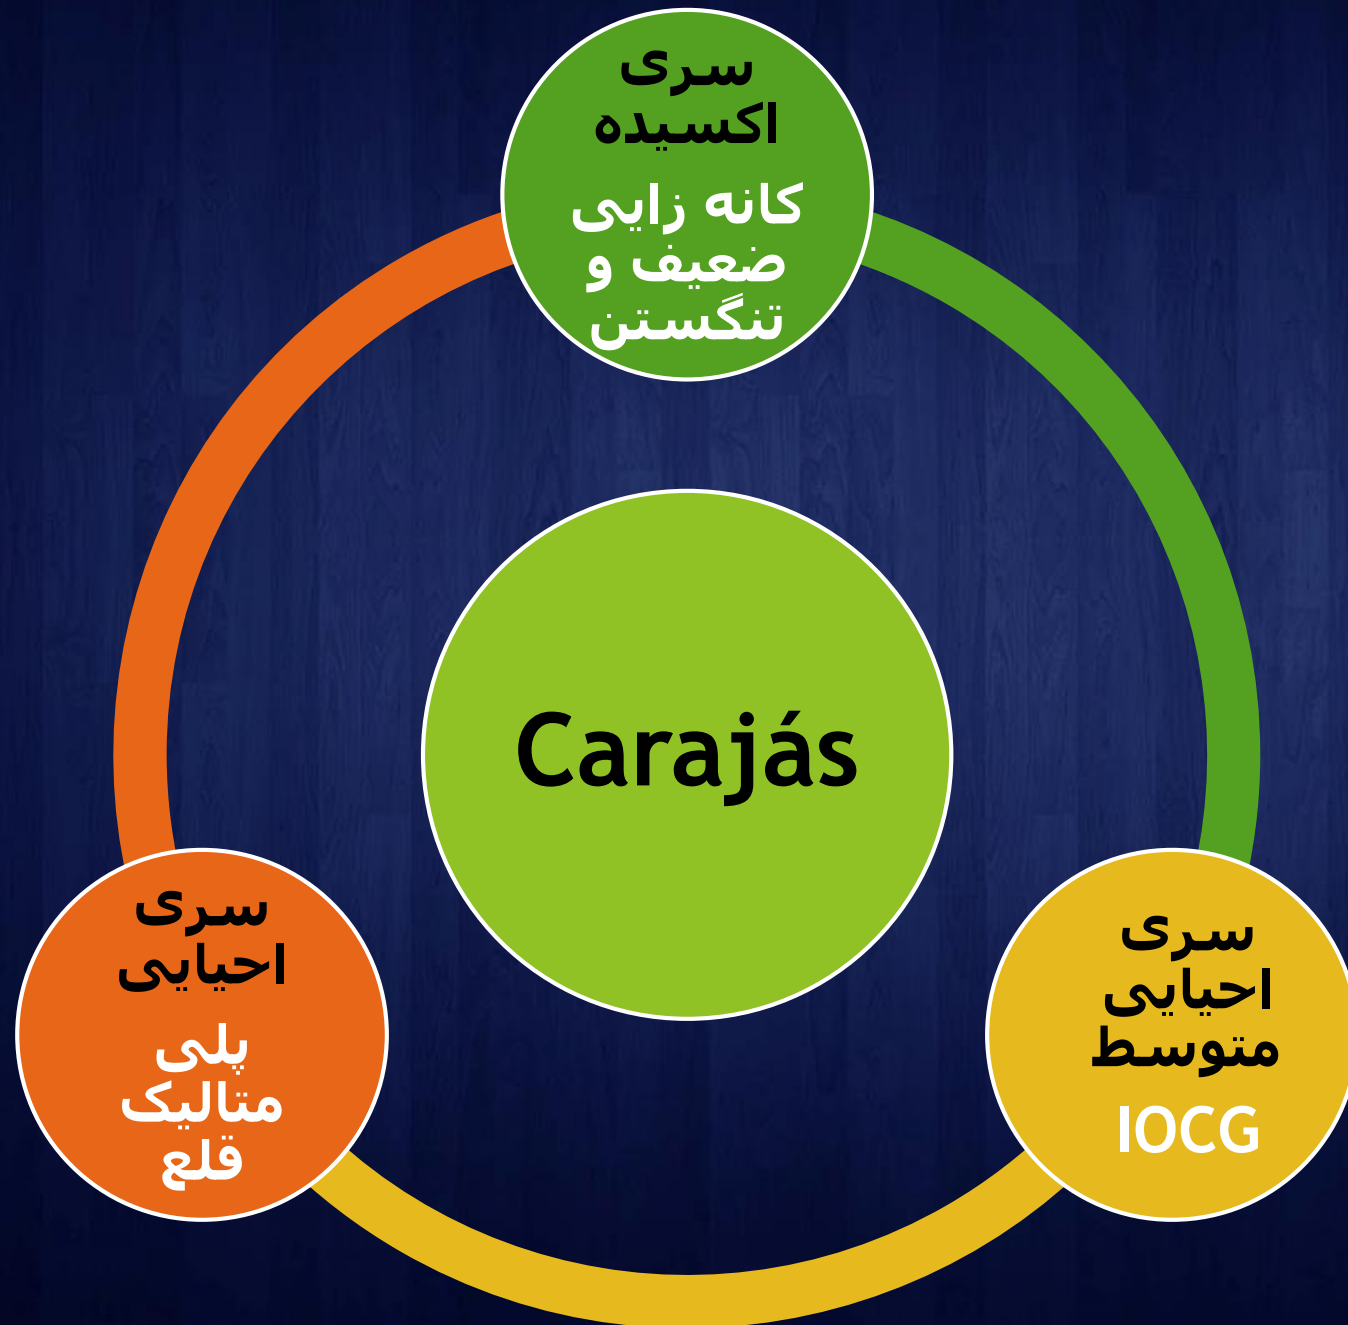 سری
اکسیده
کانه زایی
ضعیف و
تنگستن
Carajás
سری
احیایی
متوسط
IOCG
سری
احیایی
پلی
متالیک
قلع